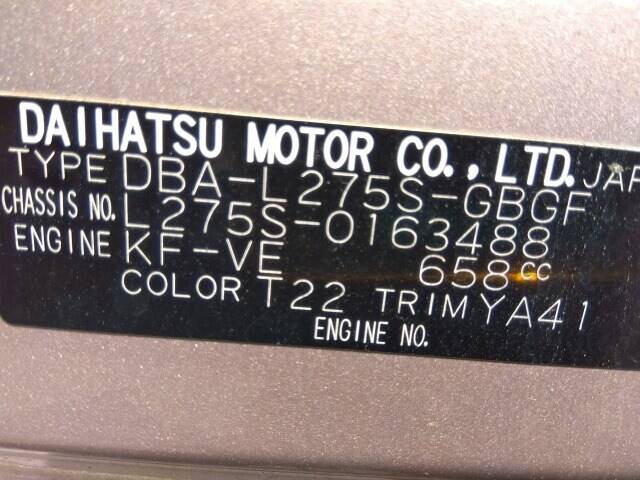 DAIHATSU MOTOR CO., LTD. JAP
TYPE DBA-L275S-GBGF
CHASSIS NO. L275S-0163488
ENGINE KF-VE 658cc
COLOR T22 TRIM YA41
ENGINE NO.